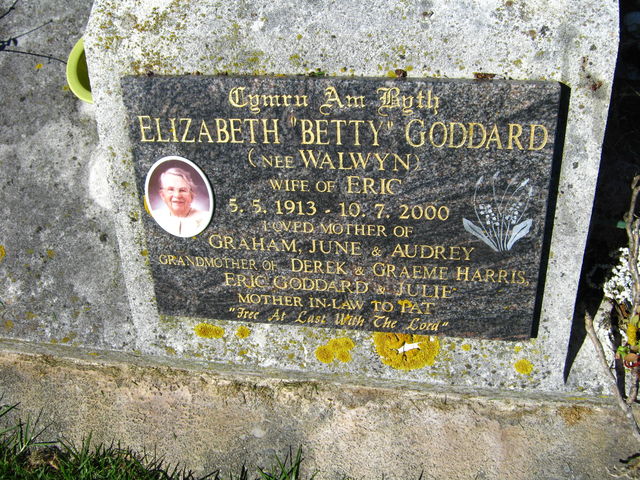 Cymru Am Byth
ELIZABETH "BETTY" GODDARD
(NEE WALWYN)
WIFE OF ERIC
5.5.1913 - 10.7.2000
LOVED MOTHER OF
GRAHAM, JUNE & AUDREY
GRANDMOTHER OF DEREK & GRAEME HARRIS,
ERIC GODDARD & JULIE
MOTHER IN-LAW TO PAT
"Free At Last With The Lord"